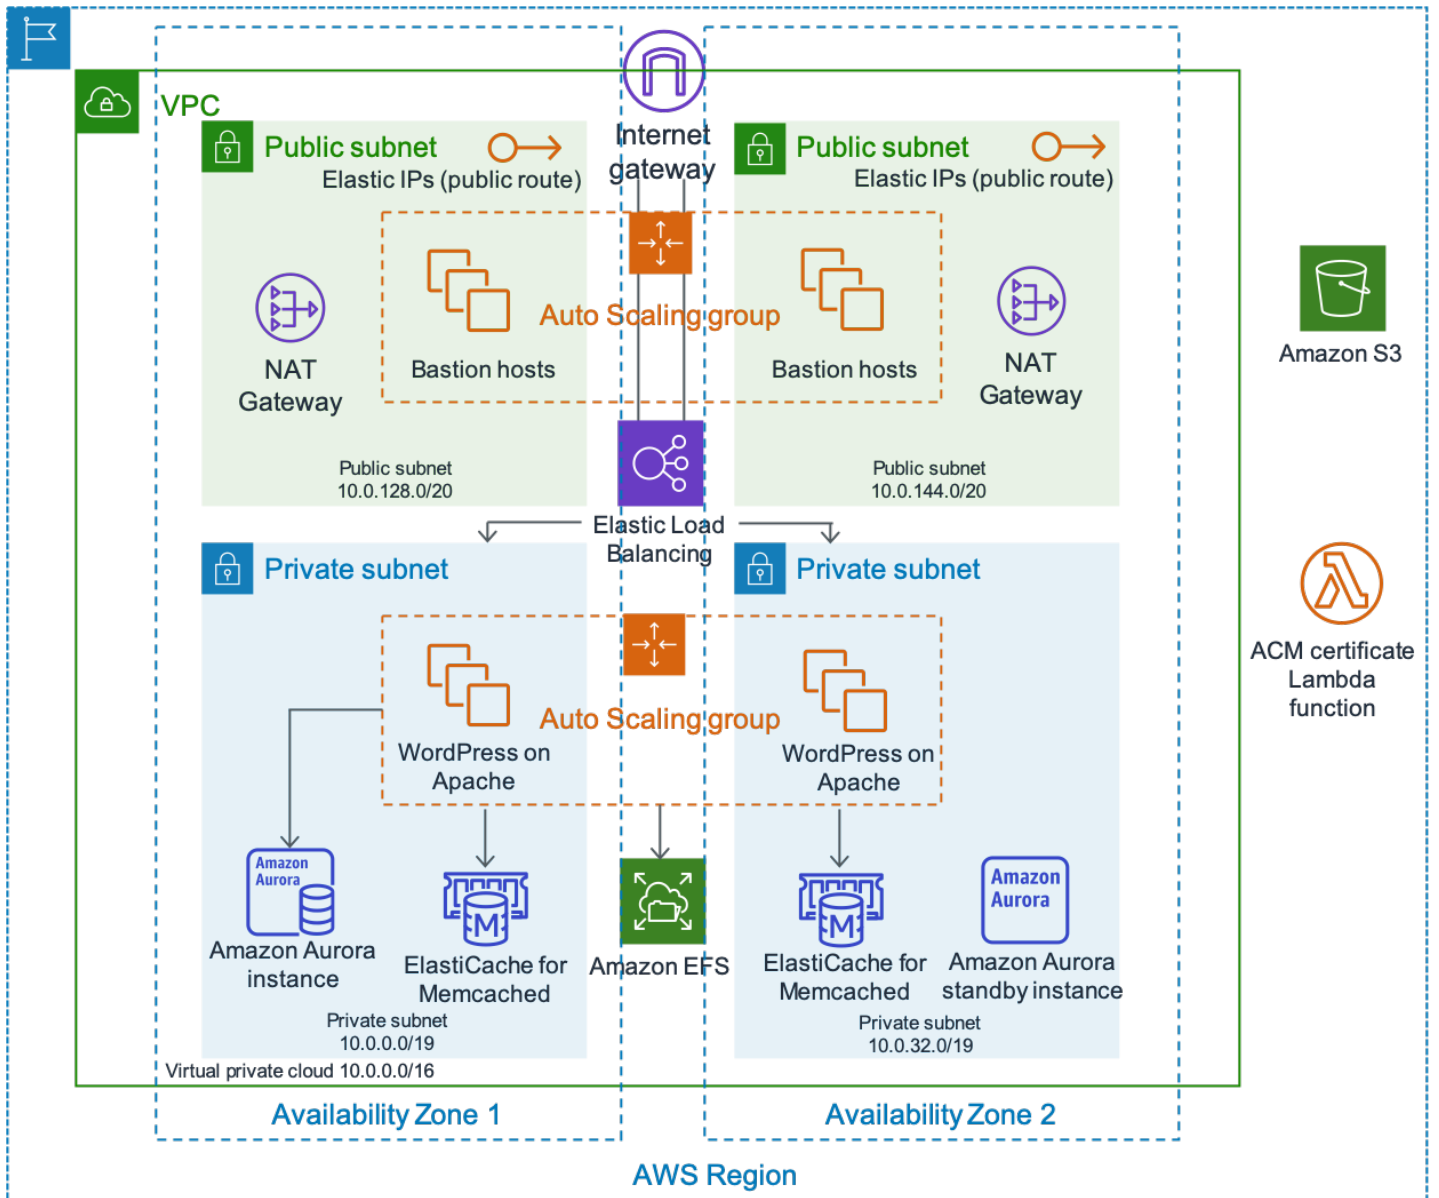 VPC
Internet
gateway
Public subnet
Elastic IPs (public route)
Public subnet
Elastic IPs (public route)
Auto Scaling group
Bastion hosts
Bastion hosts
NAT
Gateway
NAT
Gateway
Public subnet
10.0.128.0/20
Public subnet
10.0.144.0/20
Elastic Load
Balancing
Amazon S3
Private subnet
Private subnet
Auto Scaling group
WordPress on
Apache
WordPress on
Apache
ACM certificate
Lambda
function
Amazon
Aurora
Amazon Aurora
instance
M
ElastiCache for
Memcached
Amazon EFS
M
ElastiCache for
Memcached
Amazon
Aurora
Amazon Aurora
standby instance
Private subnet
10.0.0.0/19
Private subnet
10.0.32.0/19
Virtual private cloud 10.0.0.0/16
Availability Zone 1
Availability Zone 2
AWS Region